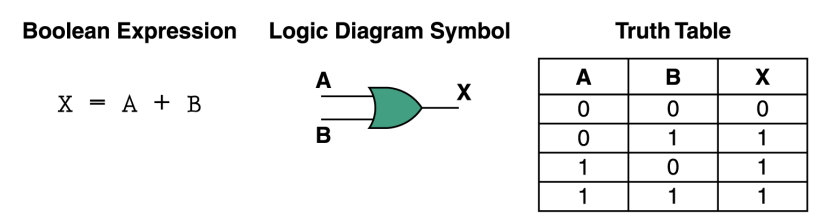 Boolean Expression
Logic Diagram Symbol
Truth Table
X = A + B
A
B
X
A B X
0 0 0
0 1 1
1 0 1
1 1 1